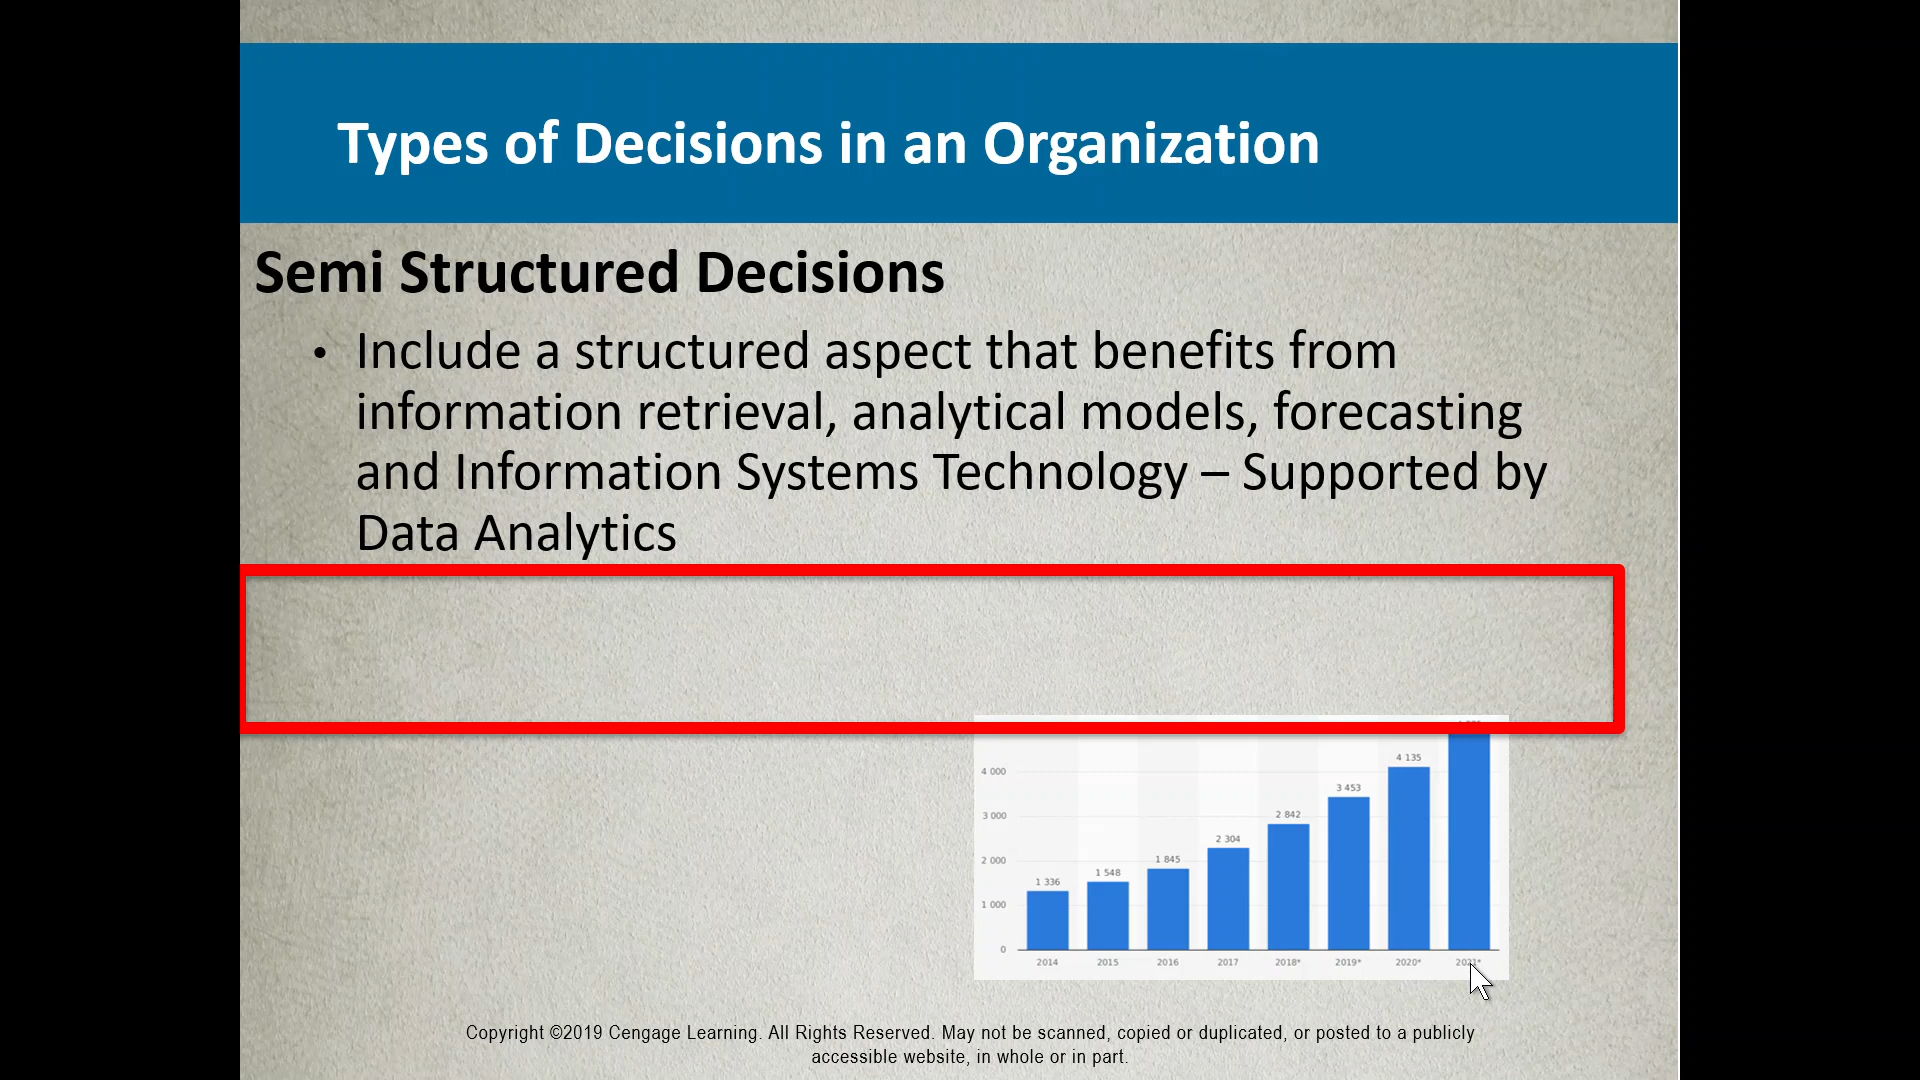 Types of Decisions in an Organization
Semi Structured Decisions
• Include a structured aspect that benefits from
information retrieval, analytical models, forecasting
and Information Systems Technology – Supported by
Data Analytics
4 000
3 000
2 000
1 000
0
1 336
1 548
1 845
2 304
2 842
3 453
4 135
2014
2015
2016
2017
2018*
2019*
2020*
2021*
Copyright ©2019 Cengage Learning. All Rights Reserved. May not be scanned, copied or duplicated, or posted to a publicly
accessible website, in whole or in part.